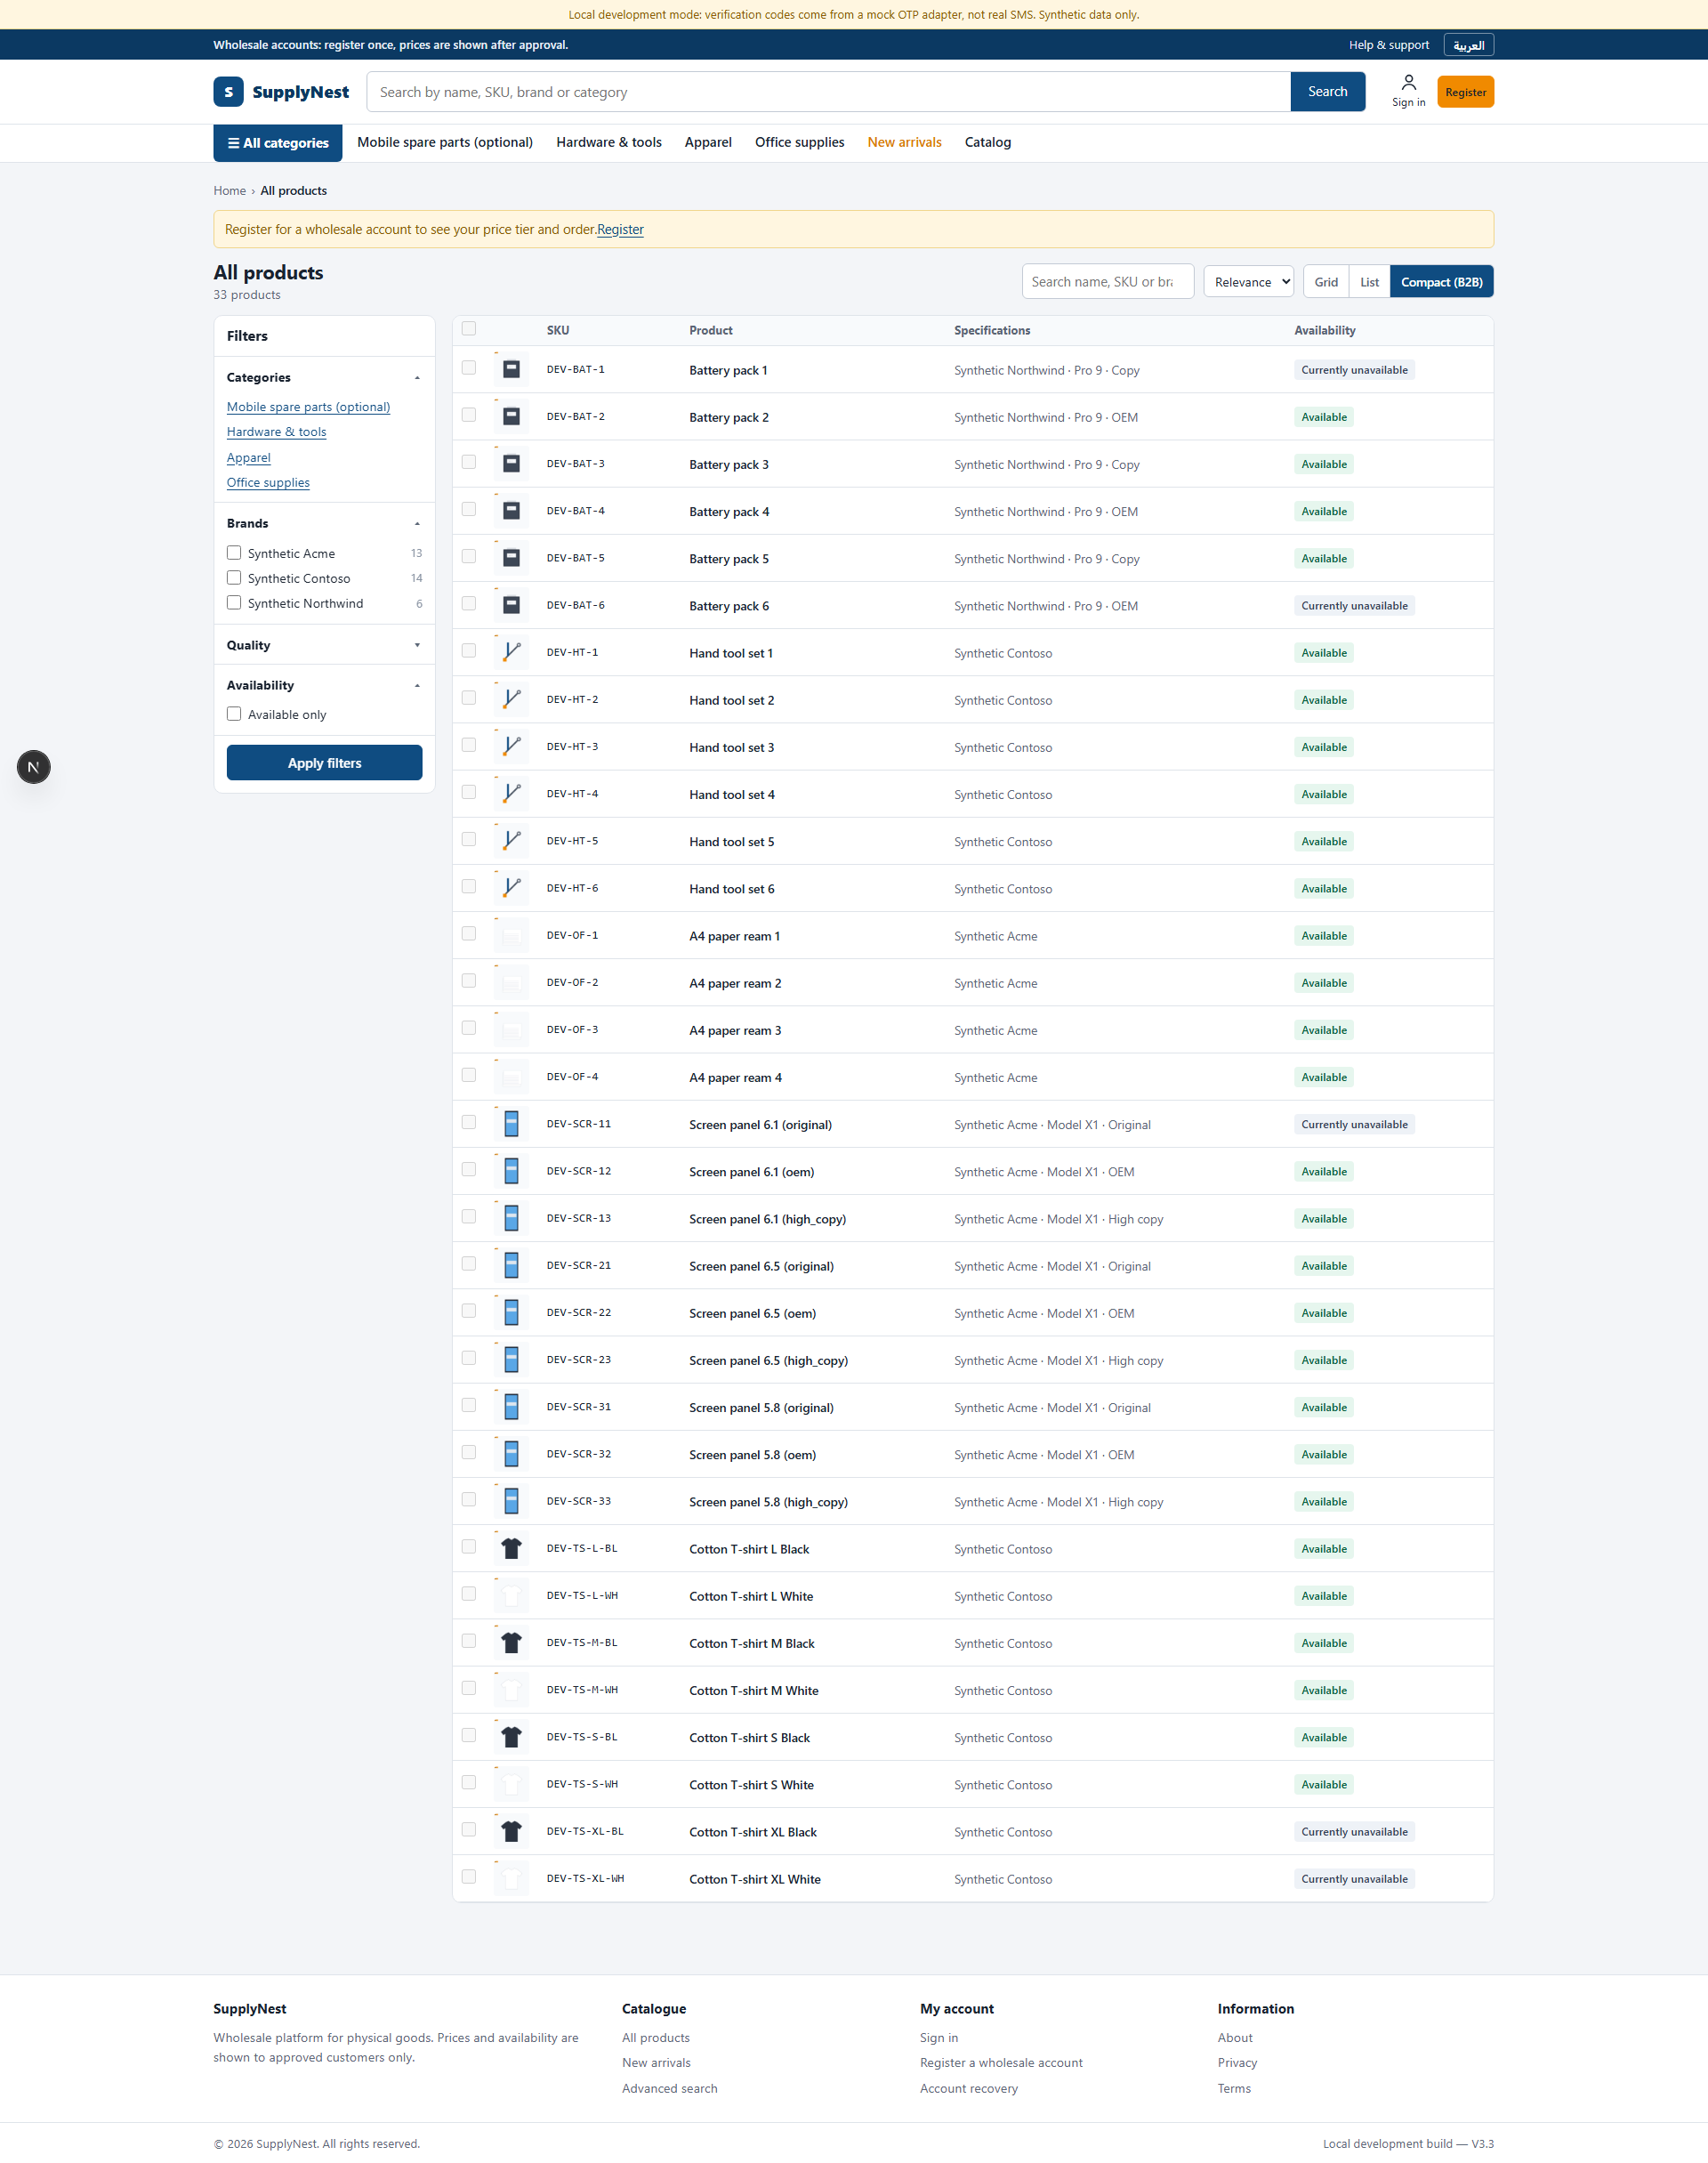 Local development mode: verification codes come from a mock OTP adapter, not real SMS. Synthetic data only.
Wholesale accounts: register once, prices are shown after approval.
Help & support
العربية
S SupplyNest
Search by name, SKU, brand or category
Search
Sign in
Register
☰ All categories
Mobile spare parts (optional)
Hardware & tools
Apparel
Office supplies
New arrivals
Catalog
Home › All products
Register for a wholesale account to see your price tier and order.Register
All products
33 products
Search name, SKU or bra
Relevance
Grid
List
Compact (B2B)
Filters
Categories
Mobile spare parts (optional)
Hardware & tools
Apparel
Office supplies
Brands
Synthetic Acme 13
Synthetic Contoso 14
Synthetic Northwind 6
Quality
Availability
Available only
Apply filters
N
SKU Product Specifications Availability
DEV-BAT-1 Battery pack 1 Synthetic Northwind · Pro 9 · Copy Currently unavailable
DEV-BAT-2 Battery pack 2 Synthetic Northwind · Pro 9 · OEM Available
DEV-BAT-3 Battery pack 3 Synthetic Northwind · Pro 9 · Copy Available
DEV-BAT-4 Battery pack 4 Synthetic Northwind · Pro 9 · OEM Available
DEV-BAT-5 Battery pack 5 Synthetic Northwind · Pro 9 · Copy Available
DEV-BAT-6 Battery pack 6 Synthetic Northwind · Pro 9 · OEM Currently unavailable
DEV-HT-1 Hand tool set 1 Synthetic Contoso Available
DEV-HT-2 Hand tool set 2 Synthetic Contoso Available
DEV-HT-3 Hand tool set 3 Synthetic Contoso Available
DEV-HT-4 Hand tool set 4 Synthetic Contoso Available
DEV-HT-5 Hand tool set 5 Synthetic Contoso Available
DEV-HT-6 Hand tool set 6 Synthetic Contoso Available
DEV-OF-1 A4 paper ream 1 Synthetic Acme Available
DEV-OF-2 A4 paper ream 2 Synthetic Acme Available
DEV-OF-3 A4 paper ream 3 Synthetic Acme Available
DEV-OF-4 A4 paper ream 4 Synthetic Acme Available
DEV-SCR-11 Screen panel 6.1 (original) Synthetic Acme · Model X1 · Original Currently unavailable
DEV-SCR-12 Screen panel 6.1 (oem) Synthetic Acme · Model X1 · OEM Available
DEV-SCR-13 Screen panel 6.1 (high_copy) Synthetic Acme · Model X1 · High copy Available
DEV-SCR-21 Screen panel 6.5 (original) Synthetic Acme · Model X1 · Original Available
DEV-SCR-22 Screen panel 6.5 (oem) Synthetic Acme · Model X1 · OEM Available
DEV-SCR-23 Screen panel 6.5 (high_copy) Synthetic Acme · Model X1 · High copy Available
DEV-SCR-31 Screen panel 5.8 (original) Synthetic Acme · Model X1 · Original Available
DEV-SCR-32 Screen panel 5.8 (oem) Synthetic Acme · Model X1 · OEM Available
DEV-SCR-33 Screen panel 5.8 (high_copy) Synthetic Acme · Model X1 · High copy Available
DEV-TS-L-BL Cotton T-shirt L Black Synthetic Contoso Available
DEV-TS-L-WH Cotton T-shirt L White Synthetic Contoso Available
DEV-TS-M-BL Cotton T-shirt M Black Synthetic Contoso Available
DEV-TS-M-WH Cotton T-shirt M White Synthetic Contoso Available
DEV-TS-S-BL Cotton T-shirt S Black Synthetic Contoso Available
DEV-TS-S-WH Cotton T-shirt S White Synthetic Contoso Available
DEV-TS-XL-BL Cotton T-shirt XL Black Synthetic Contoso Currently unavailable
DEV-TS-XL-WH Cotton T-shirt XL White Synthetic Contoso Currently unavailable
SupplyNest
Wholesale platform for physical goods. Prices and availability are
shown to approved customers only.
Catalogue
All products
New arrivals
Advanced search
My account
Sign in
Register a wholesale account
Account recovery
Information
About
Privacy
Terms
© 2026 SupplyNest. All rights reserved.
Local development build — V3.3